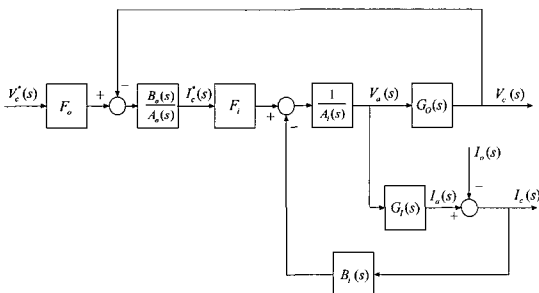 V_c^*(s)
F_o
+
−
B_o(s)
A_o(s)
I_c^*(s)
F_i
+
−
1
A_i(s)
V_a(s)
G_O(s)
V_c(s)
I_o(s)
−
G_I(s)
I_a(s)
+
I_c(s)
B_i(s)